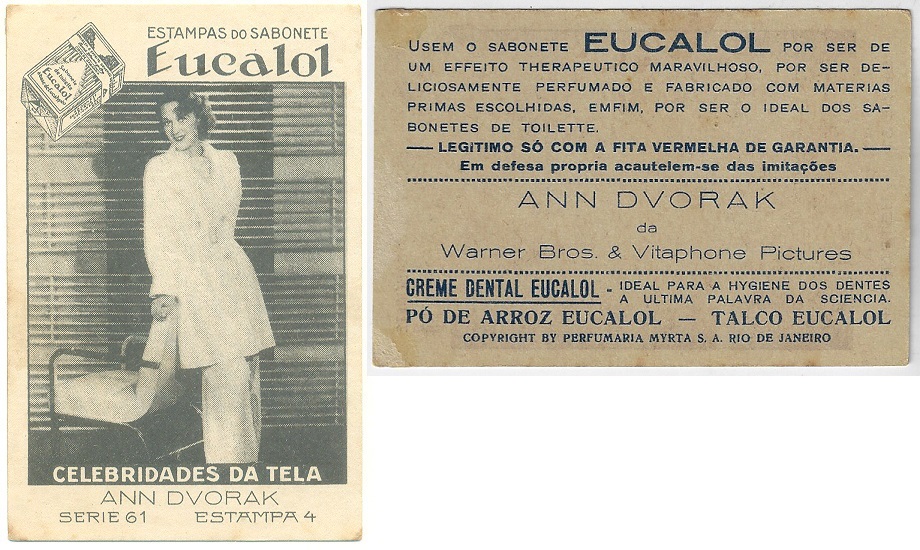 ESTAMPAS DO SABONETE
Eucalol
CELEBRIDADES DA TELA
ANN DVORAK
SERIE 61 ESTAMPA 4
USEM O SABONETE EUCALOL POR SER DE
UM EFFEITO THERAPEUTICO MARAVILHOSO, POR SER DE-
LICIOSAMENTE PERFUMADO E FABRICADO COM MATERIAS
PRIMAS ESCOLHIDAS, EMFIM, POR SER O IDEAL DOS SA-
BONETES DE TOILETTE.
— LEGITIMO SÓ COM A FITA VERMELHA DE GARANTIA. —
Em defesa propria acautelem-se das imitações
ANN DVORAK
da
Warner Bros. & Vitaphone Pictures
CREME DENTAL EUCALOL - IDEAL PARA A HYGIENE DOS DENTES
A ULTIMA PALAVRA DA SCIENCIA.
PÓ DE ARROZ EUCALOL — TALCO EUCALOL
COPYRIGHT BY PERFUMARIA MYRTA S. A. RIO DE JANEIRO